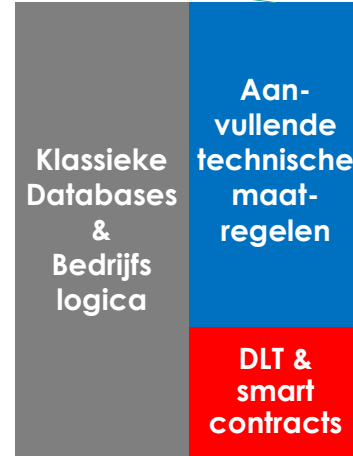 Klassieke
Databases
&
Bedrijfs
logica
Aan-
vullende
technische
maat-
regelen
DLT &
smart
contracts